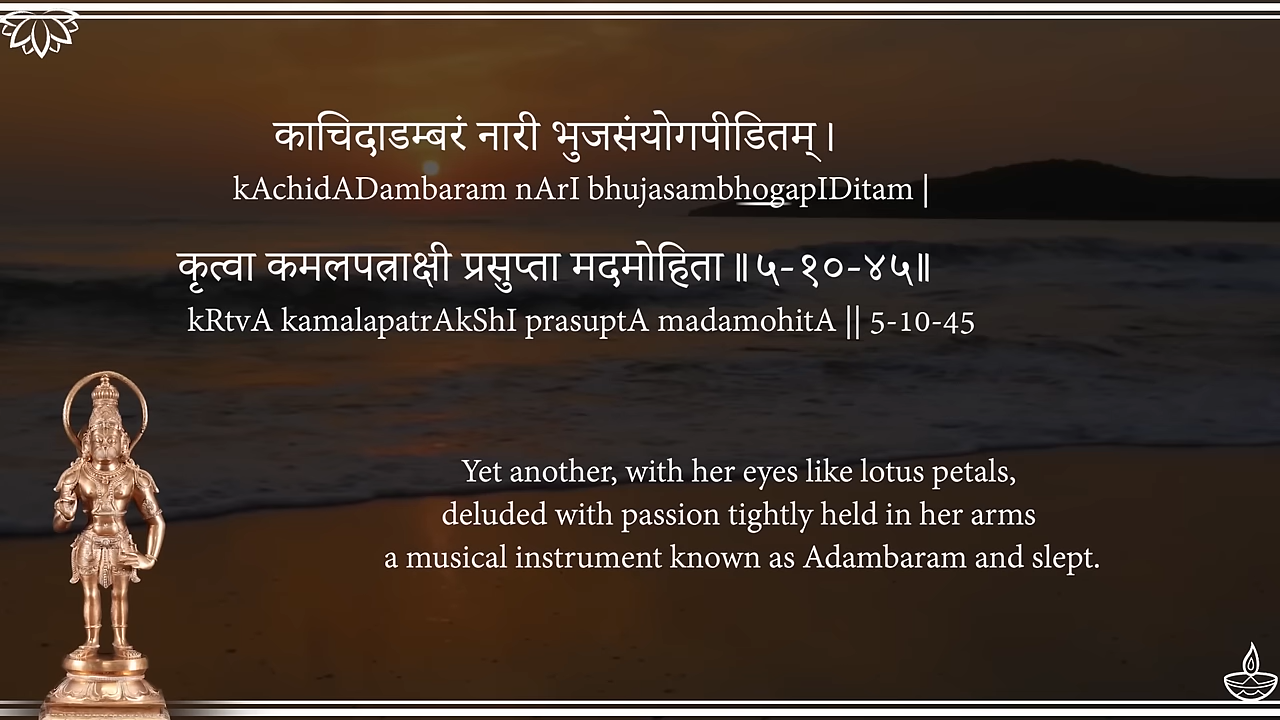 काचिदाडम्बरं नारी भुजसंयोगपीडितम् ।
kAchidADambaram nArI bhujasambhogapIDitam |
कृत्वा कमलपत्राक्षी प्रसुप्ता मदमोहिता ॥ ५-१०-४५॥
kRtvA kamalapatrAkShI prasuptA madamohitA || 5-10-45
Yet another, with her eyes like lotus petals,
deluded with passion tightly held in her arms
a musical instrument known as Adambaram and slept.